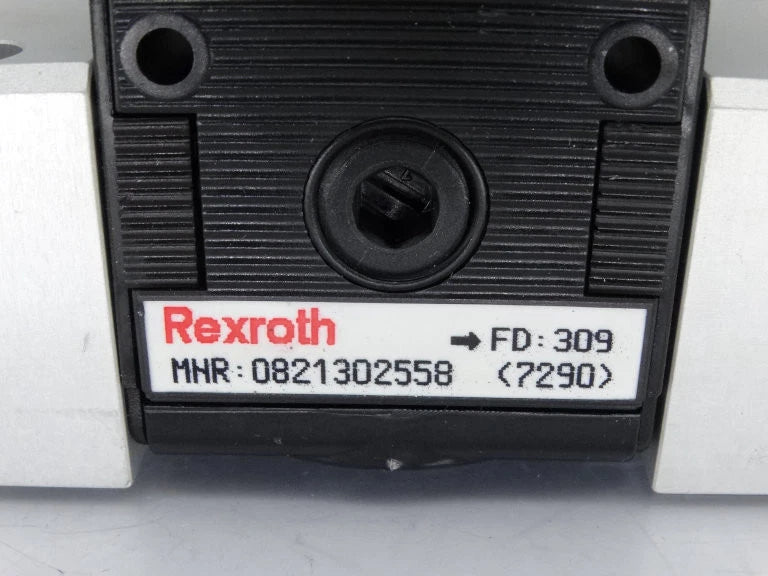 Rexroth
→ FD: 309
MNR: 0821302558 (7290)